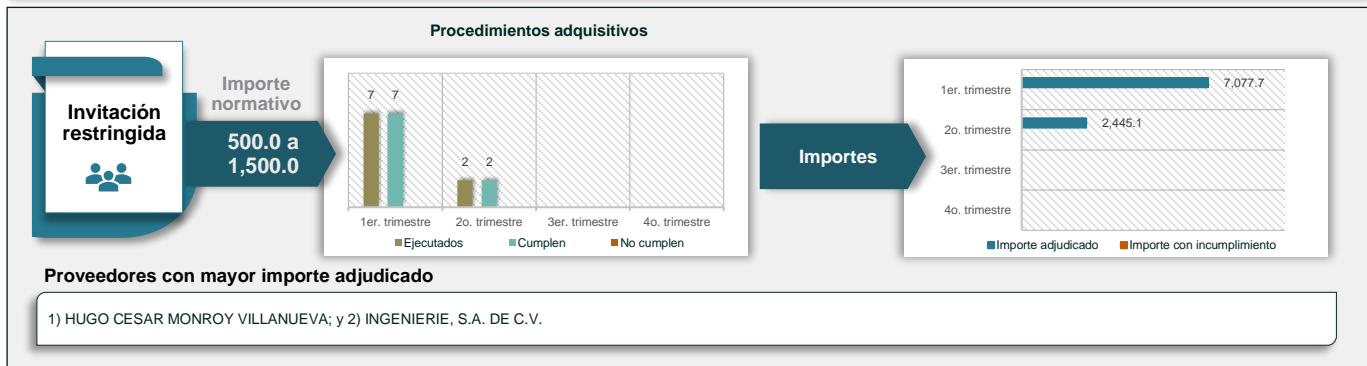 Procedimientos adquisitivos
Invitación
restringida
Importe
normativo
500.0 a
1,500.0
7 7
2 2
1er. trimestre 2o. trimestre 3er. trimestre 4o. trimestre
Ejecutados Cumplen No cumplen
Importes
1er. trimestre 7,077.7
2o. trimestre 2,445.1
3er. trimestre
4o. trimestre
Importe adjudicado Importe con incumplimiento
Proveedores con mayor importe adjudicado
1) HUGO CESAR MONROY VILLANUEVA; y 2) INGENIERIE, S.A. DE C.V.